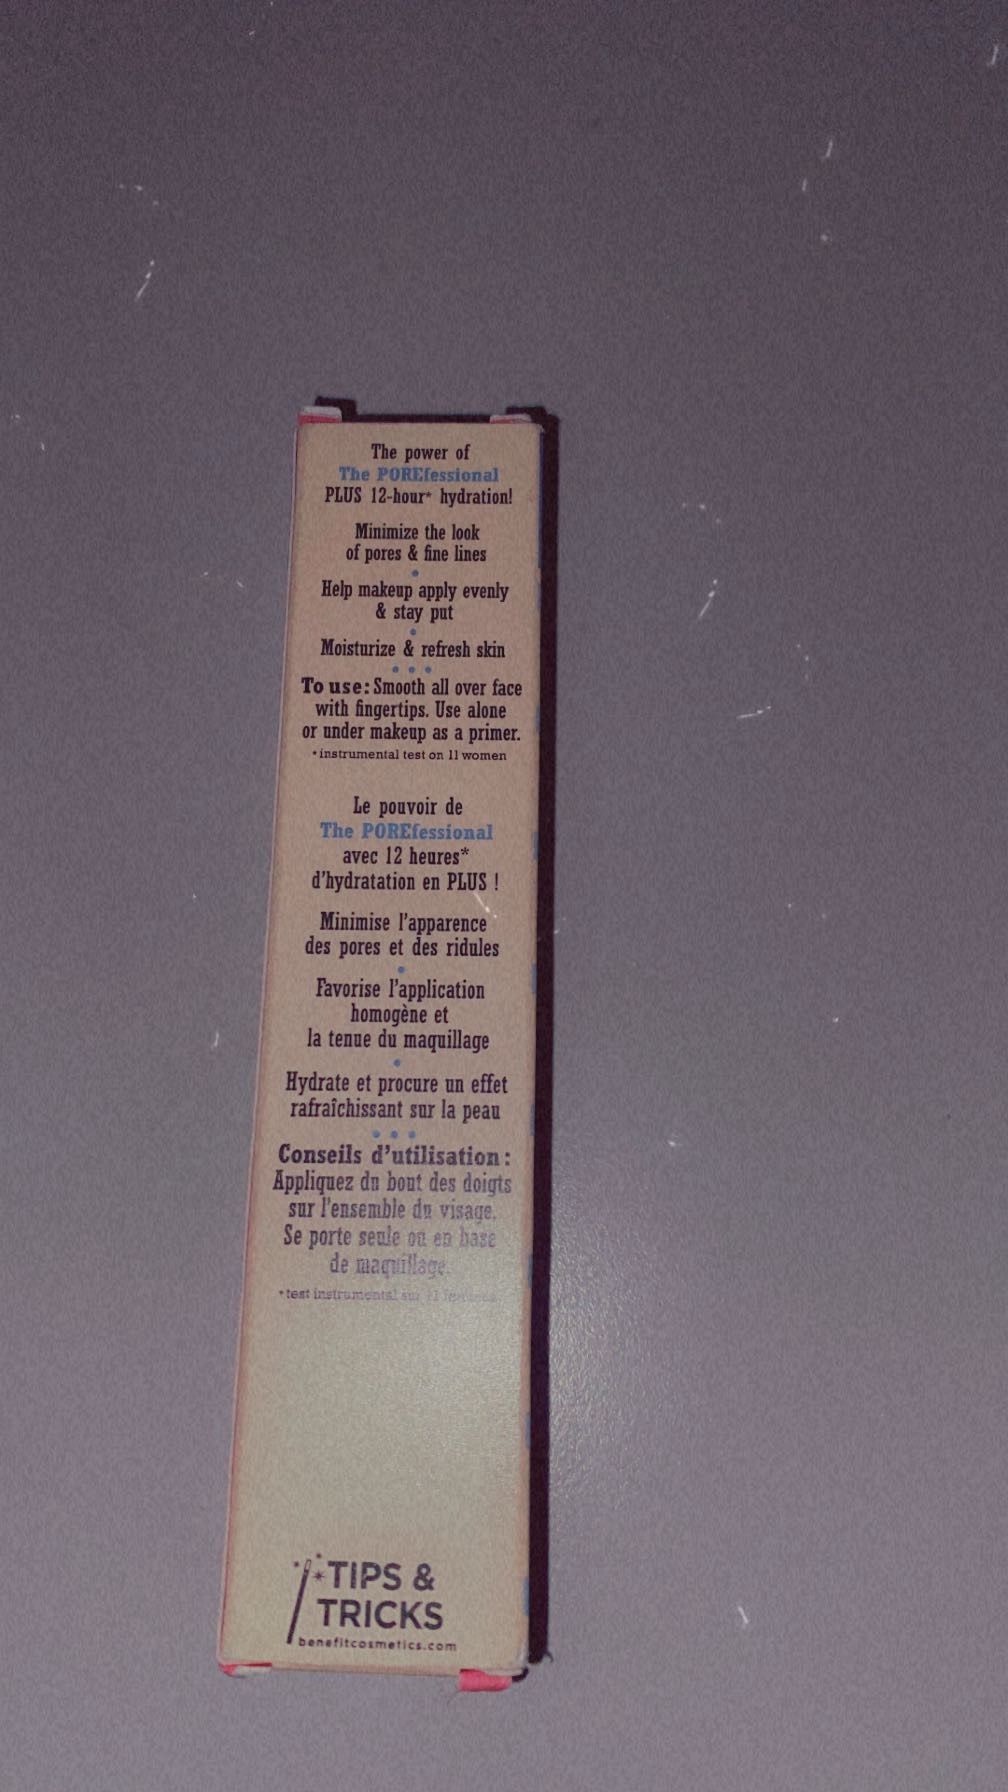 The power of
The POREfessional
PLUS 12-hour* hydration!
Minimize the look
of pores & fine lines
•
Help makeup apply evenly
& stay put
•
Moisturize & refresh skin
• • •
To use: Smooth all over face
with fingertips. Use alone
or under makeup as a primer.
*instrumental test on 11 women
Le pouvoir de
The POREfessional
avec 12 heures*
d'hydratation en PLUS !
Minimise l'apparence
des pores et des ridules
•
Favorise l'application
homogène et
la tenue du maquillage
•
Hydrate et procure un effet
rafraîchissant sur la peau
• • •
Conseils d'utilisation :
Appliquez du bout des doigts
sur l'ensemble du visage.
Se porte seule ou en base
de maquillage.
*test instrumental sur 11
TIPS &
TRICKS
benefitcosmetics.com